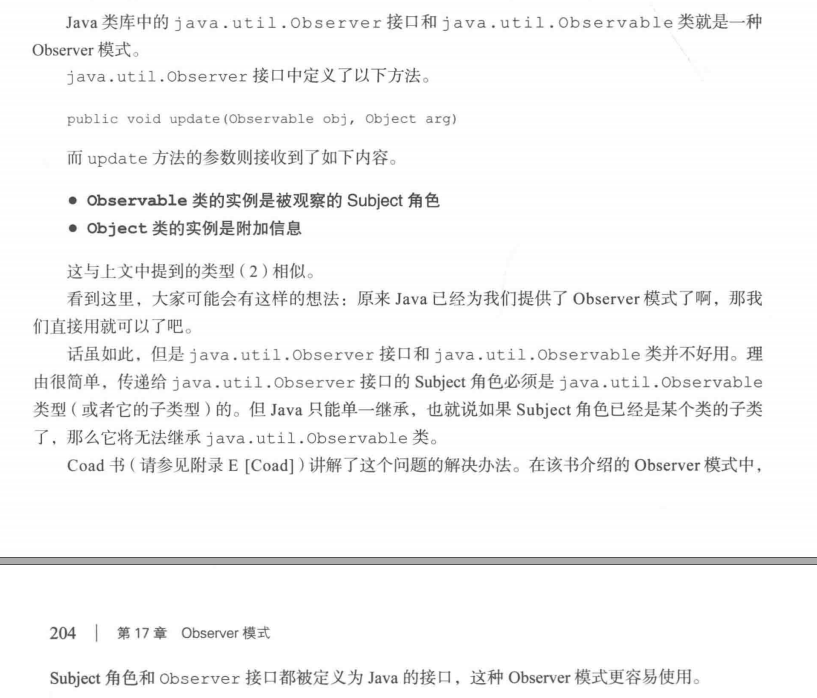 Java 类库中的 java.util.Observer 接口和 java.util.Observable 类就是一种
Observer 模式。
java.util.Observer 接口中定义了以下方法。
public void update(Observable obj, Object arg)
而 update 方法的参数则接收到了如下内容。
● Observable 类的实例是被观察的 Subject 角色
● Object 类的实例是附加信息
这与上文中提到的类型（2）相似。
看到这里，大家可能会有这样的想法：原来 Java 已经为我们提供了 Observer 模式了啊，那我
们直接用就可以了吧。
话虽如此，但是 java.util.Observer 接口和 java.util.Observable 类并不好用。理
由很简单，传递给 java.util.Observer 接口的 Subject 角色必须是 java.util.Observable
类型（或者它的子类型）的。但 Java 只能单一继承，也就说如果 Subject 角色已经是某个类的子类
了，那么它将无法继承 java.util.Observable 类。
Coad 书（请参见附录 E [Coad]）讲解了这个问题的解决办法。在该书介绍的 Observer 模式中，
204 | 第 17 章 Observer 模式
Subject 角色和 Observer 接口都被定义为 Java 的接口，这种 Observer 模式更容易使用。